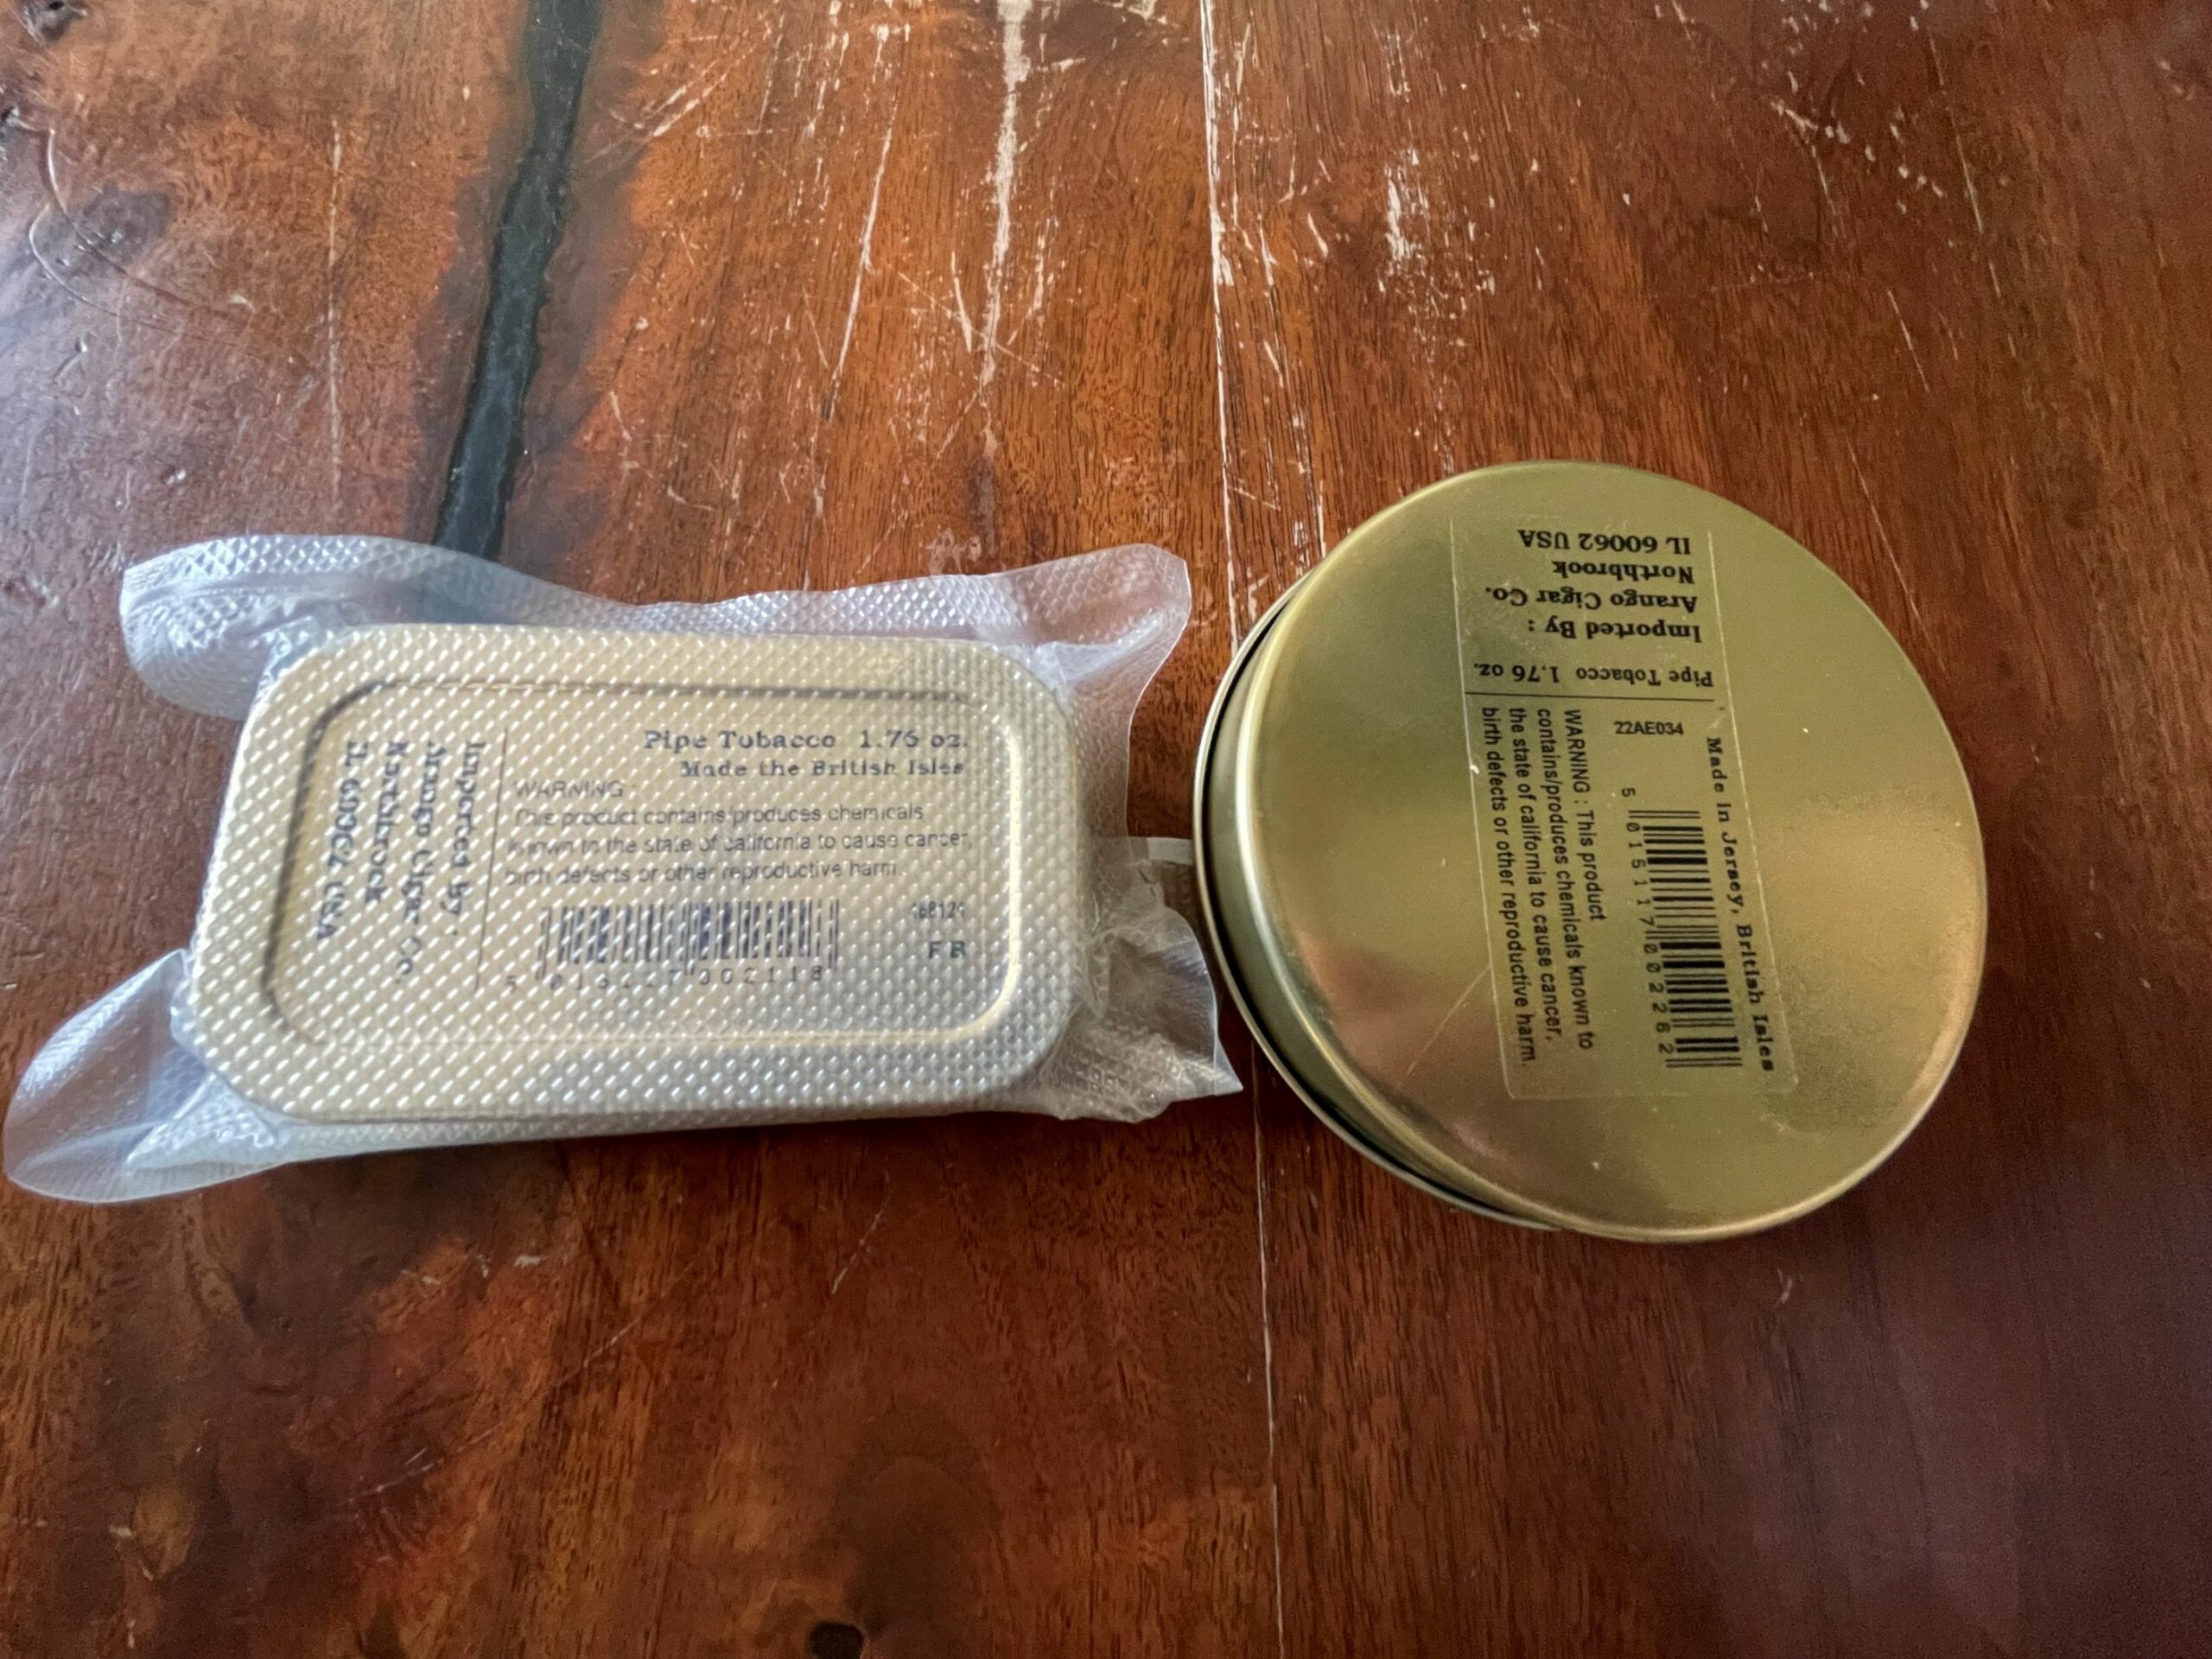 Pipe Tobacco 1.76 oz.
Made the British Isles
WARNING :
This product contains/produces chemicals
known to the state of california to cause cancer,
birth defects or other reproductive harm.
FR
Imported By :
Arango Cigar Co.
Northbrook
IL 60062 USA
Imported By :
Arango Cigar Co.
Northbrook
IL 60062 USA
Pipe Tobacco 1.76 oz.
Made in Jersey, British Isles
22AE034
5 015117 002262
WARNING : This product
contains/produces chemicals known to
the state of california to cause cancer,
birth defects or other reproductive harm.